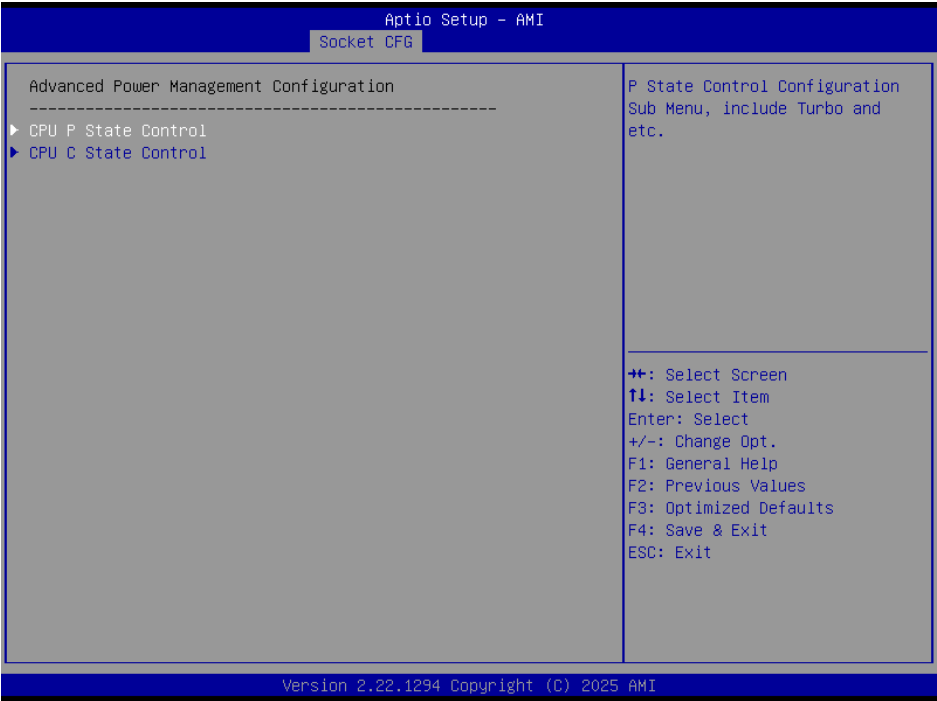 Aptio Setup – AMI
Socket CFG
Advanced Power Management Configuration
--------------------------------------------------
CPU P State Control
CPU C State Control
P State Control Configuration
Sub Menu, include Turbo and
etc.
→←: Select Screen
↑↓: Select Item
Enter: Select
+/-: Change Opt.
F1: General Help
F2: Previous Values
F3: Optimized Defaults
F4: Save & Exit
ESC: Exit
Version 2.22.1294 Copyright (C) 2025 AMI